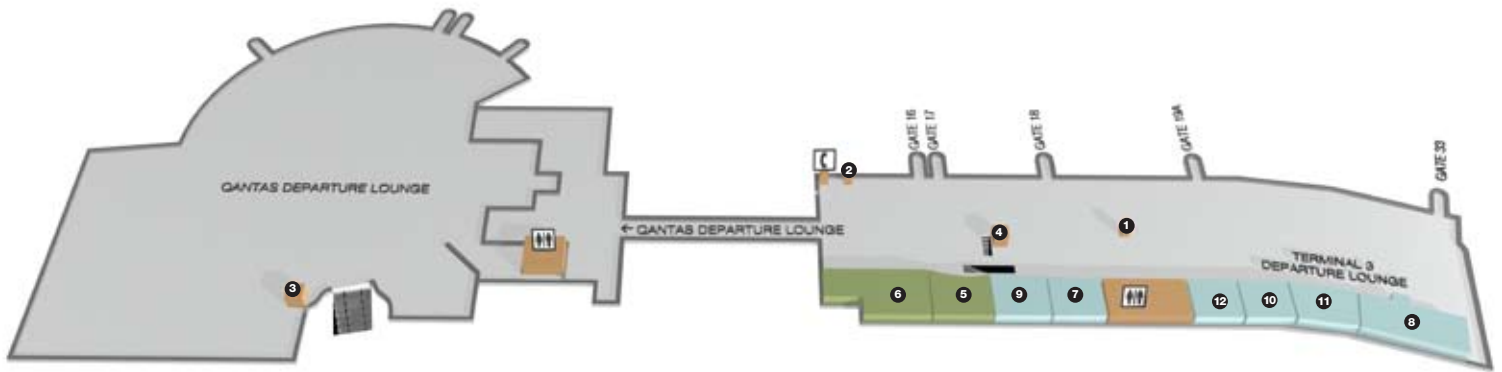 GATE 16
GATE 17
GATE 18
GATE 19A
GATE 33
2
QANTAS DEPARTURE LOUNGE
← QANTAS DEPARTURE LOUNGE
4
1
TERMINAL 3
DEPARTURE LOUNGE
3
6
5
9
7
12
10
11
8